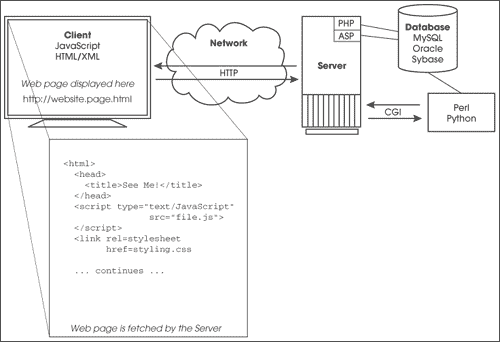 Client
JavaScript
HTML/XML
Web page displayed here
http://website.page.html
Network
HTTP
PHP
ASP
Server
Database
MySQL
Oracle
Sybase
CGI
Perl
Python
<html>
<head>
<title>See Me!</title>
</head>
<script type="text/JavaScript"
src="file.js">
</script>
<link rel=stylesheet
href=styling.css
... continues ...
Web page is fetched by the Server